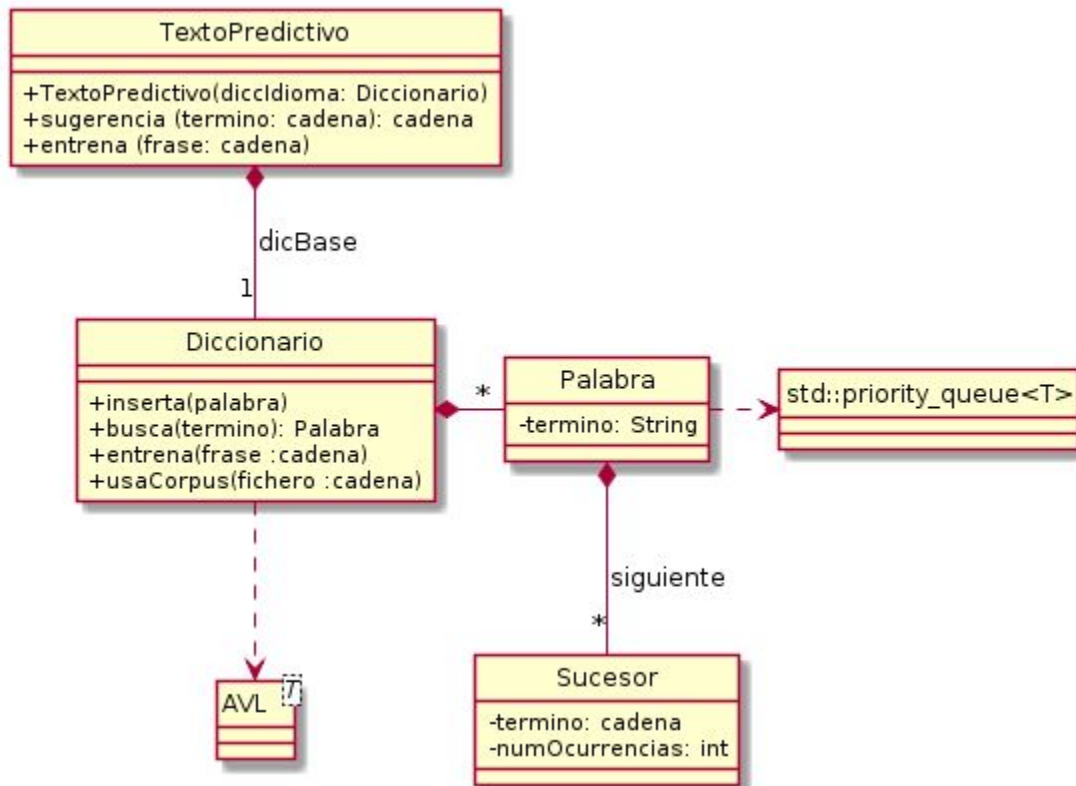 TextoPredictivo
+TextoPredictivo(diccIdioma: Diccionario)
+sugerencia (termino: cadena): cadena
+entrena (frase: cadena)
dicBase
1
Diccionario
+inserta(palabra)
+busca(termino): Palabra
+entrena(frase :cadena)
+usaCorpus(fichero :cadena)
*
Palabra
-termino: String
std::priority_queue<T>
siguiente
*
AVL
T
Sucesor
-termino: cadena
-numOcurrencias: int